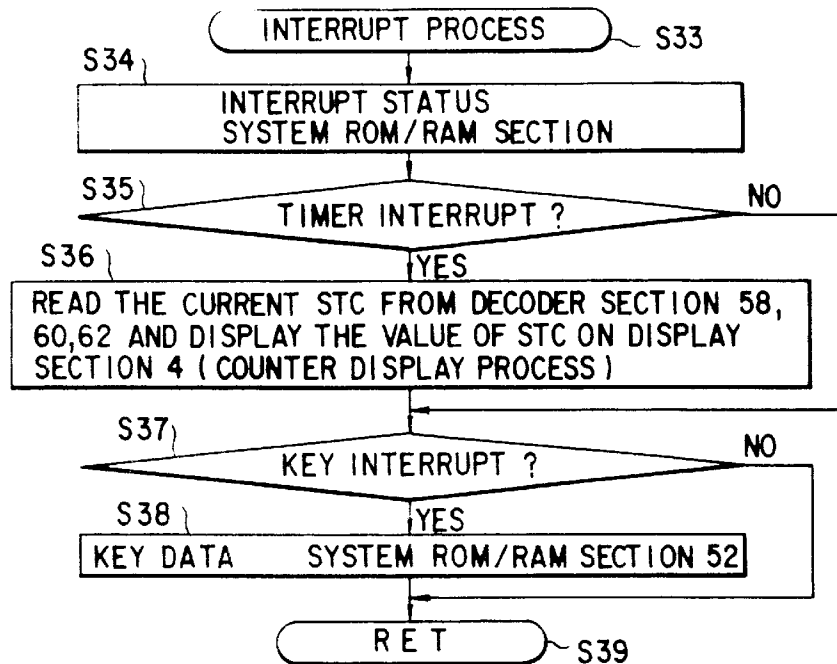 INTERRUPT PROCESS
S33
S34
INTERRUPT STATUS
SYSTEM ROM/RAM SECTION
S35
TIMER INTERRUPT ?
NO
S36
YES
READ THE CURRENT STC FROM DECODER SECTION 58,
60,62 AND DISPLAY THE VALUE OF STC ON DISPLAY
SECTION 4 (COUNTER DISPLAY PROCESS)
S37
KEY INTERRUPT ?
NO
S38
YES
KEY DATA SYSTEM ROM/RAM SECTION 52
RET
S39